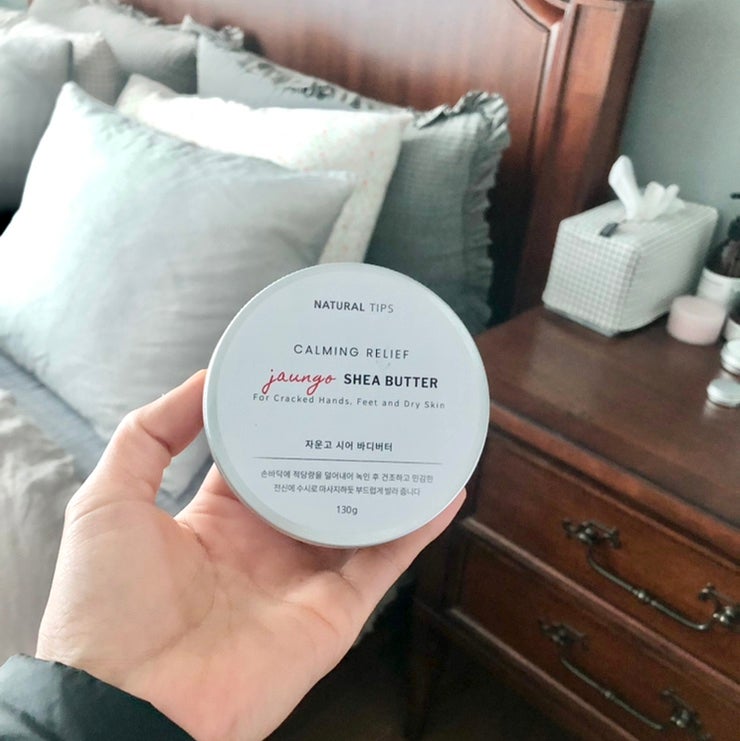 NATURAL TIPS
CALMING RELIEF
jaungo SHEA BUTTER
For Cracked Hands, Feet and Dry Skin
자운고 시어 바디버터
손바닥에 적당량을 덜어내어 녹인 후 건조하고 민감한
전신에 수시로 마사지하듯 부드럽게 발라 줍니다
130g